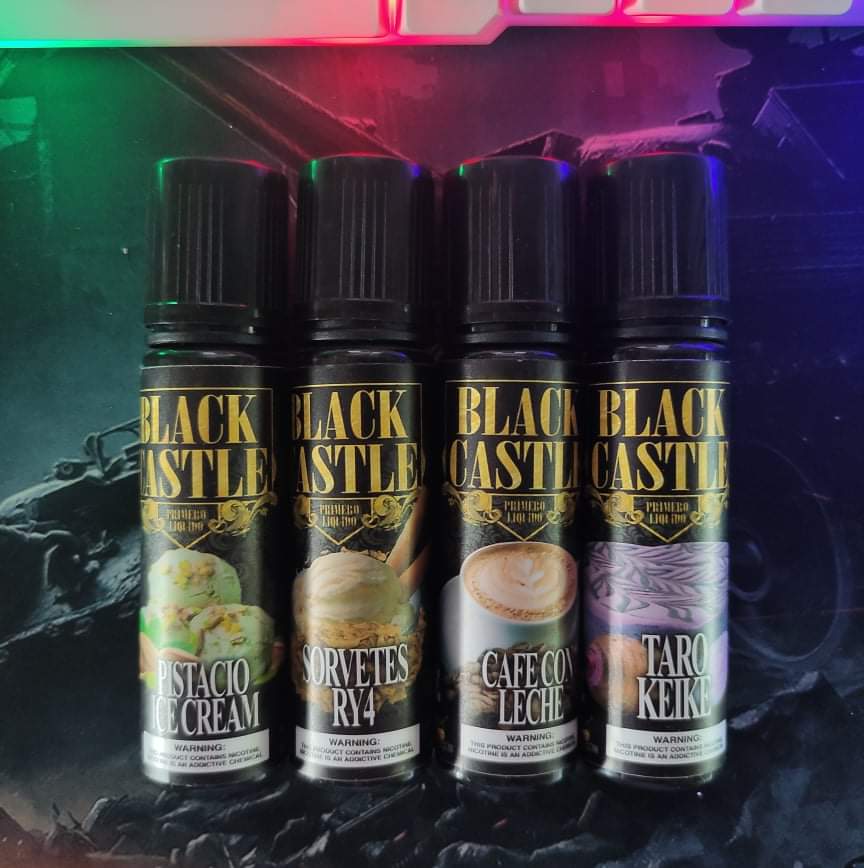 BLACK
CASTLE
PRIMERO
LIQUIDO
PISTACIO
ICE CREAM
WARNING:
THIS PRODUCT CONTAINS NICOTINE.
NICOTINE IS AN ADDICTIVE CHEMICAL
BLACK
CASTLE
PRIMERO
LIQUIDO
SORVETES
RY4
WARNING:
THIS PRODUCT CONTAINS NICOTINE.
NICOTINE IS AN ADDICTIVE CHEMICAL
BLACK
CASTLE
PRIMERO
LIQUIDO
CAFE CON
LECHE
WARNING:
THIS PRODUCT CONTAINS NICOTINE.
NICOTINE IS AN ADDICTIVE CHEMICAL
BLACK
CASTLE
PRIMERO
LIQUIDO
TARO
KEIKE
WARNING:
THIS PRODUCT CONTAINS NICOTINE.
NICOTINE IS AN ADDICTIVE CHEMICAL